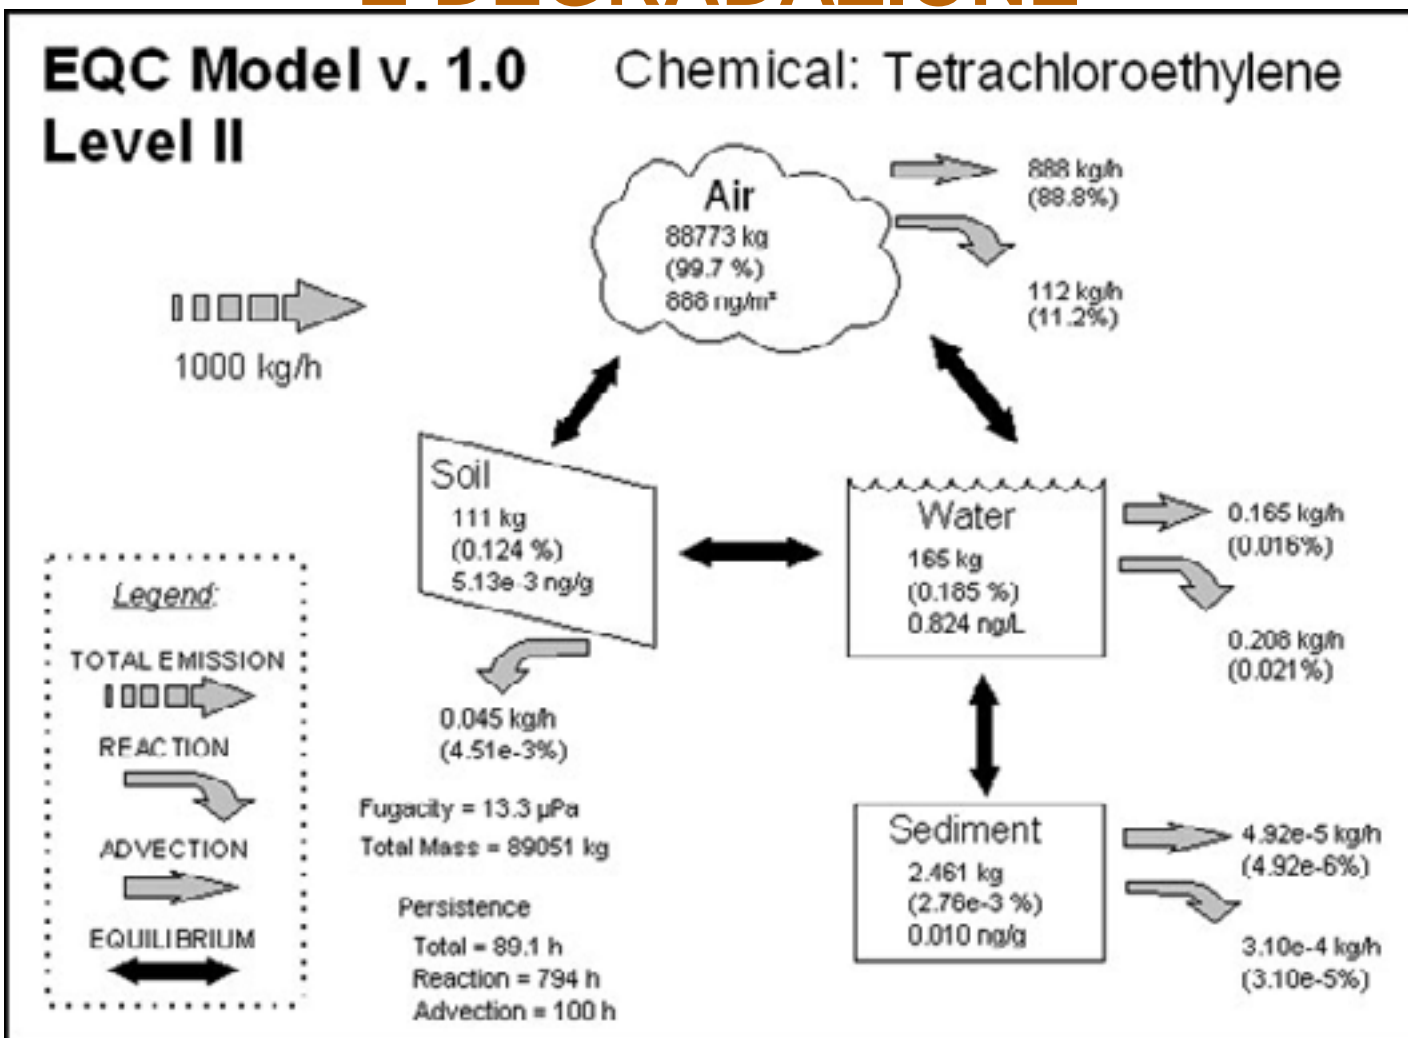 E DEGRADAZIONE
EQC Model v. 1.0
Level II
Chemical: Tetrachloroethylene
Air
88773 kg
(99.7 %)
888 ng/m³
888 kg/h
(88.8%)
112 kg/h
(11.2%)
1000 kg/h
Soil
111 kg
(0.124 %)
5.13e-3 ng/g
0.045 kg/h
(4.51e-3%)
Water
165 kg
(0.185 %)
0.824 ng/L
0.165 kg/h
(0.016%)
0.208 kg/h
(0.021%)
Sediment
2.461 kg
(2.76e-3 %)
0.010 ng/g
4.92e-5 kg/h
(4.92e-6%)
3.10e-4 kg/h
(3.10e-5%)
Legend:
TOTAL EMISSION
REACTION
ADVECTION
EQUILIBRIUM
Fugacity = 13.3 µPa
Total Mass = 89051 kg
Persistence
Total = 89.1 h
Reaction = 794 h
Advection = 100 h